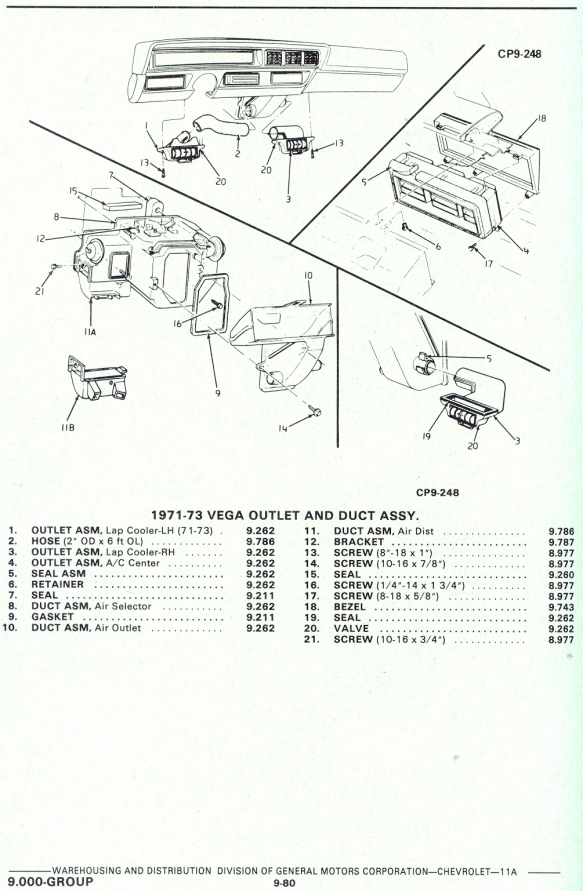 CP9-248
1
2
3
13
20
20
13
18
5
4
6
17
7
15
8
12
21
11A
16
9
10
14
11B
5
19
20
3
CP9-248
1971-73 VEGA OUTLET AND DUCT ASSY.
1. OUTLET ASM, Lap Cooler-LH (71-73) . 9.262
2. HOSE (2" OD x 6 ft OL) ........... 9.786
3. OUTLET ASM, Lap Cooler-RH ....... 9.262
4. OUTLET ASM, A/C Center .......... 9.262
5. SEAL ASM ..................... 9.262
6. RETAINER ..................... 9.262
7. SEAL ......................... 9.211
8. DUCT ASM, Air Selector ........... 9.262
9. GASKET ....................... 9.211
10. DUCT ASM, Air Outlet ............ 9.262
11. DUCT ASM, Air Dist .............. 9.786
12. BRACKET ...................... 9.787
13. SCREW (8"-18 x 1") .............. 8.977
14. SCREW (10-16 x 7/8") ............ 8.977
15. SEAL ......................... 9.260
16. SCREW (1/4"-14 x 1 3/4") ......... 8.977
17. SCREW (8-18 x 5/8") ............. 8.977
18. BEZEL ........................ 9.743
19. SEAL ......................... 9.262
20. VALVE ........................ 9.262
21. SCREW (10-16 x 3/4") ............ 8.977
WAREHOUSING AND DISTRIBUTION DIVISION OF GENERAL MOTORS CORPORATION—CHEVROLET—11A
9.000-GROUP 9-80